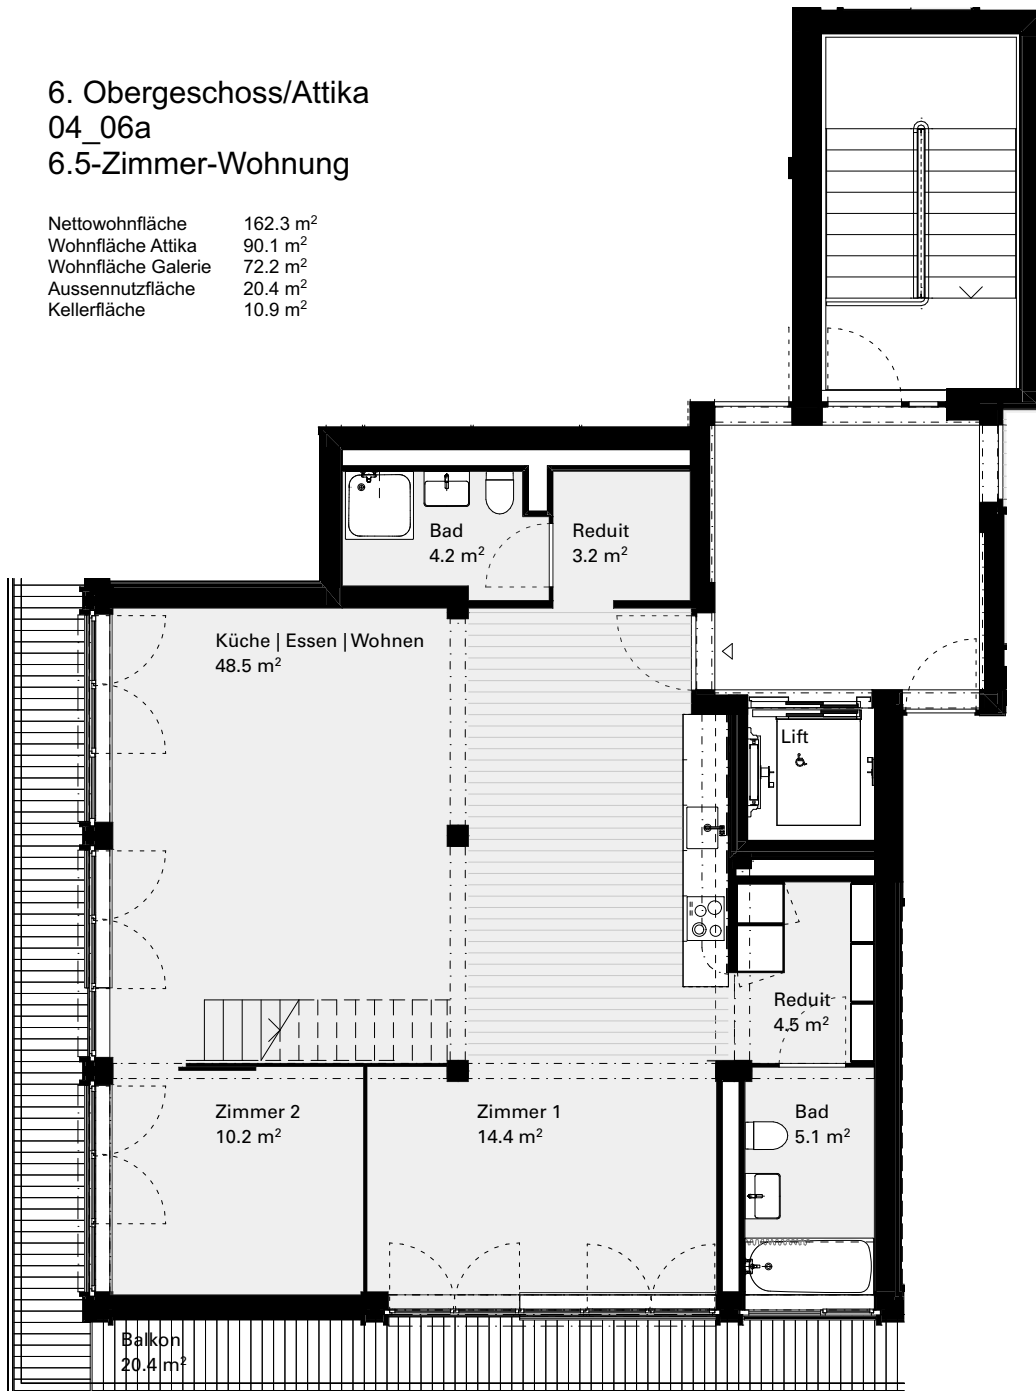 6. Obergeschoss/Attika
04_06a
6.5-Zimmer-Wohnung
Nettowohnfläche 162.3 m²
Wohnfläche Attika 90.1 m²
Wohnfläche Galerie 72.2 m²
Aussennutzfläche 20.4 m²
Kellerfläche 10.9 m²
Bad
4.2 m²
Reduit
3.2 m²
Küche | Essen | Wohnen
48.5 m²
Lift
Reduit
4.5 m²
Zimmer 2
10.2 m²
Zimmer 1
14.4 m²
Bad
5.1 m²
Balkon
20.4 m²